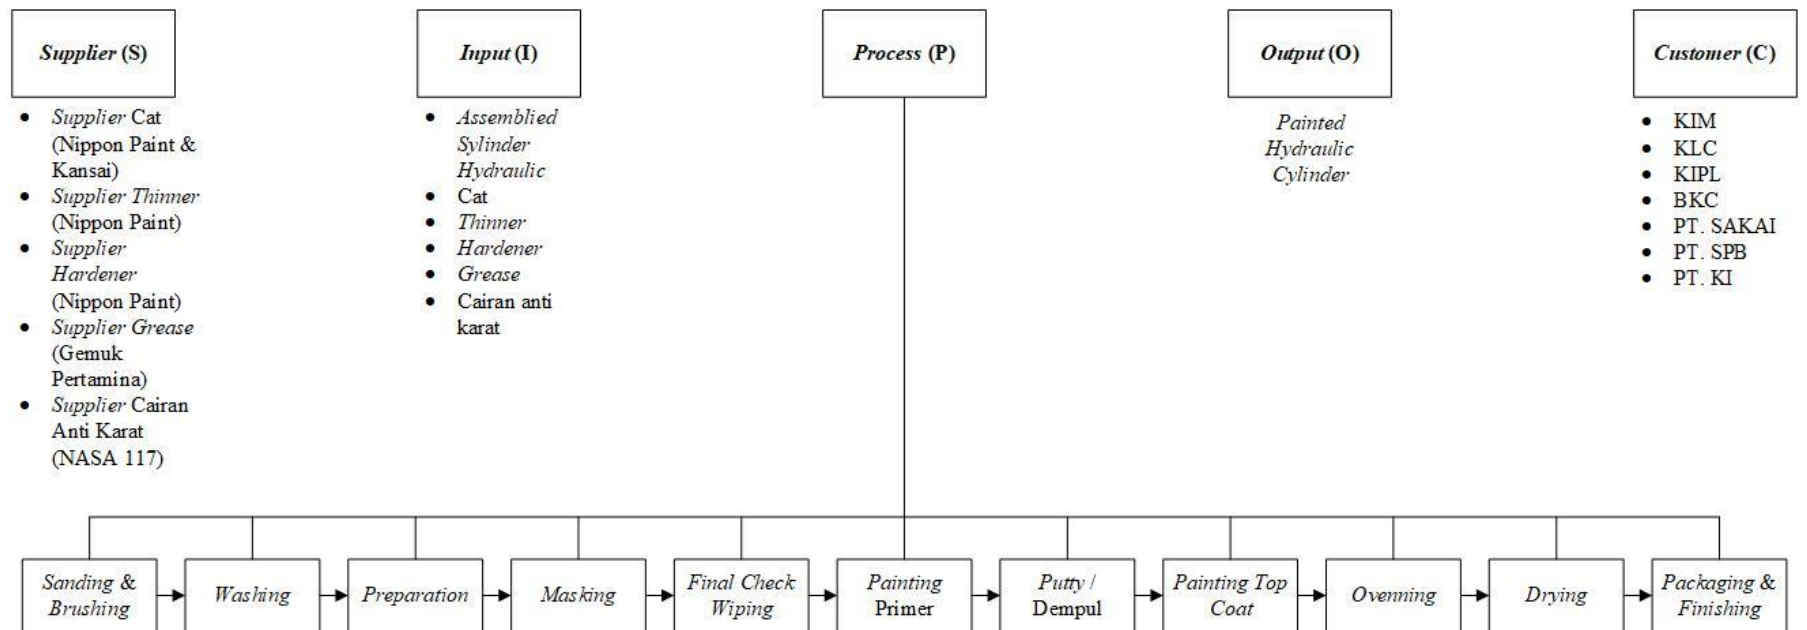 Supplier (S)
Input (I)
Process (P)
Output (O)
Customer (C)
• Supplier Cat
(Nippon Paint &
Kansai)
• Supplier Thinner
(Nippon Paint)
• Supplier
Hardener
(Nippon Paint)
• Supplier Grease
(Gemuk
Pertamina)
• Supplier Cairan
Anti Karat
(NASA 117)
• Assemblied
Sylinder
Hydraulic
• Cat
• Thinner
• Hardener
• Grease
• Cairan anti
karat
Painted
Hydraulic
Cylinder
• KIM
• KLC
• KIPL
• BKC
• PT. SAKAI
• PT. SPB
• PT. KI
Sanding &
Brushing
Washing
Preparation
Masking
Final Check
Wiping
Painting
Primer
Putty /
Dempul
Painting Top
Coat
Ovenning
Drying
Packaging &
Finishing